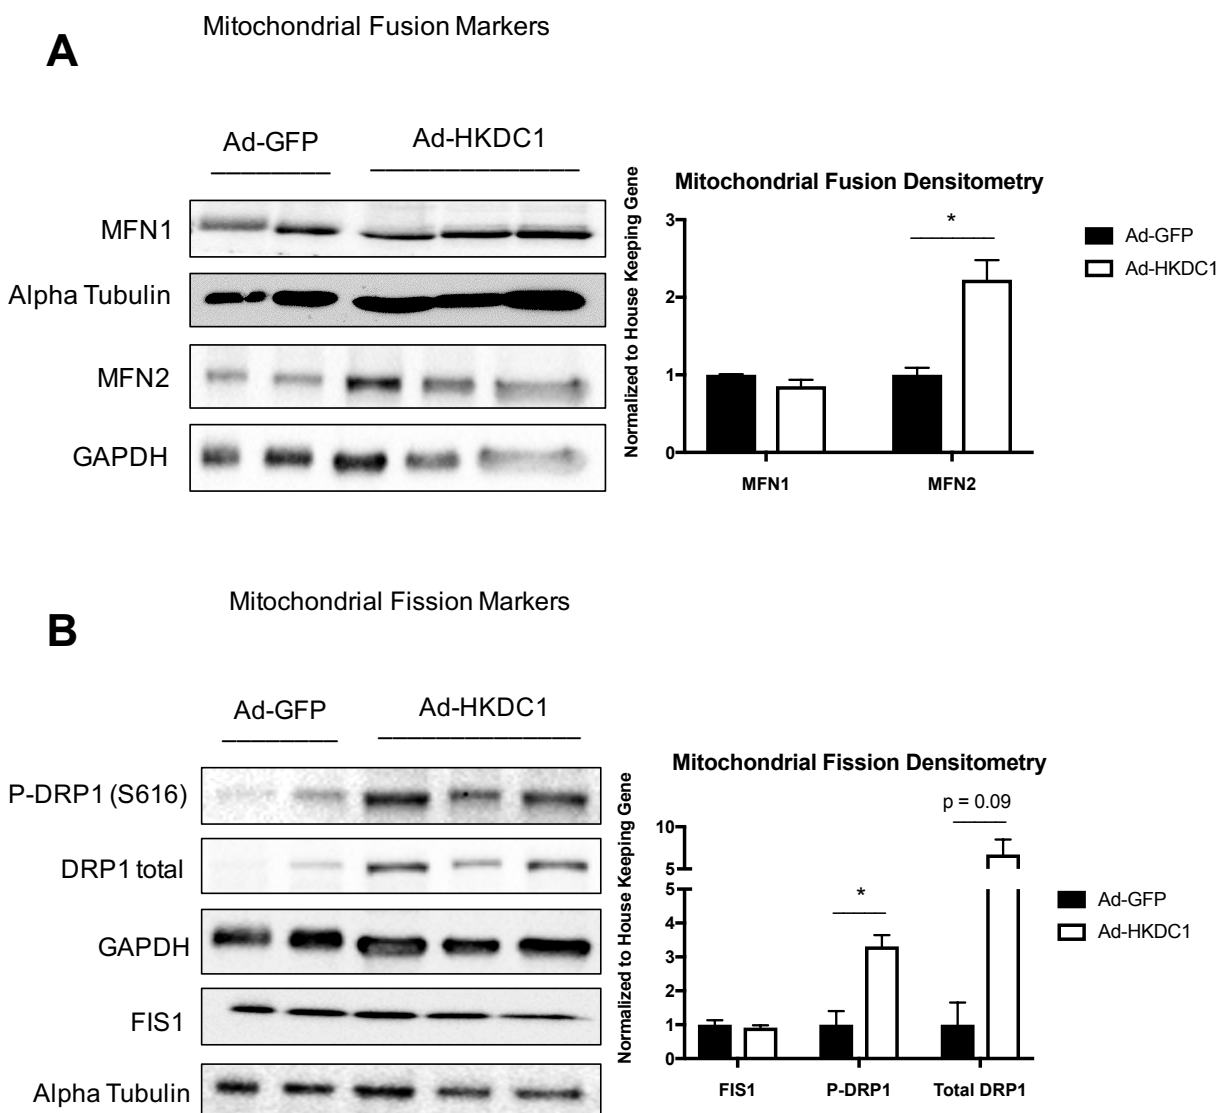 Mitochondrial Fusion Markers
A
Ad-GFP
Ad-HKDC1
MFN1
Alpha Tubulin
MFN2
GAPDH
Mitochondrial Fusion Densitometry
Normalized to House Keeping Gene
3
2
1
0
*
MFN1
MFN2
Ad-GFP
Ad-HKDC1
Mitochondrial Fission Markers
B
Ad-GFP
Ad-HKDC1
P-DRP1 (S616)
DRP1 total
GAPDH
FIS1
Alpha Tubulin
Mitochondrial Fission Densitometry
Normalized to House Keeping Gene
10
5
5
4
3
2
1
0
*
p = 0.09
FIS1
P-DRP1
Total DRP1
Ad-GFP
Ad-HKDC1